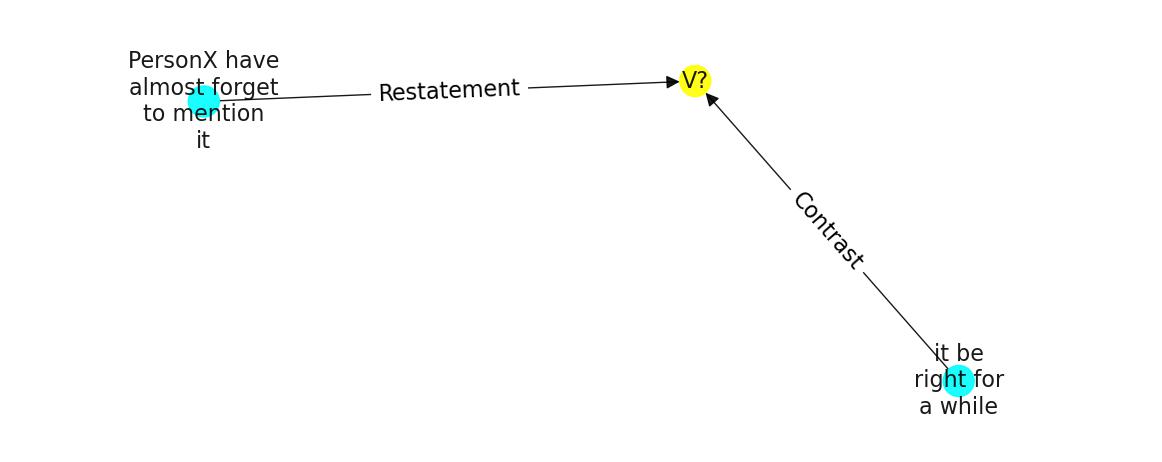 PersonX have
almost forget
to mention
it
Restatement
V?
Contrast
it be
right for
a while